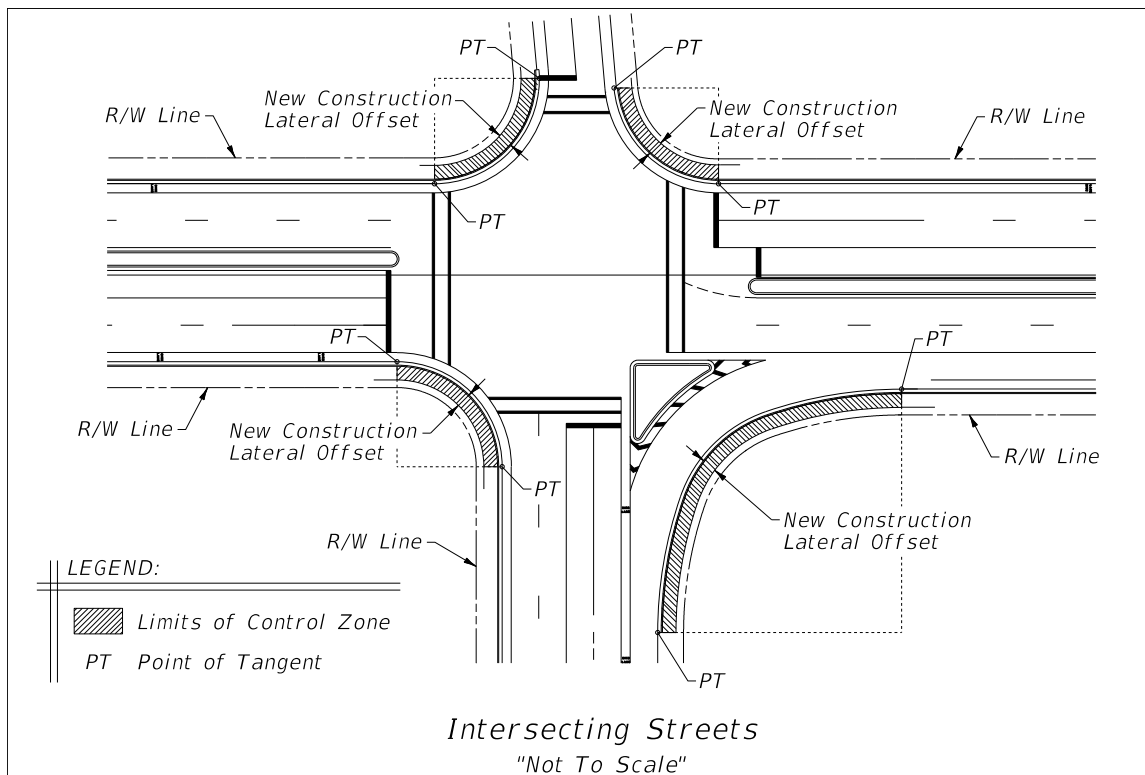 PT
PT
New Construction
Lateral Offset
R/W Line
New Construction
Lateral Offset
R/W Line
PT
PT
PT
PT
R/W Line
New Construction
Lateral Offset
R/W Line
PT
New Construction
Lateral Offset
R/W Line
LEGEND:
Limits of Control Zone
PT Point of Tangent
PT
Intersecting Streets
"Not To Scale"